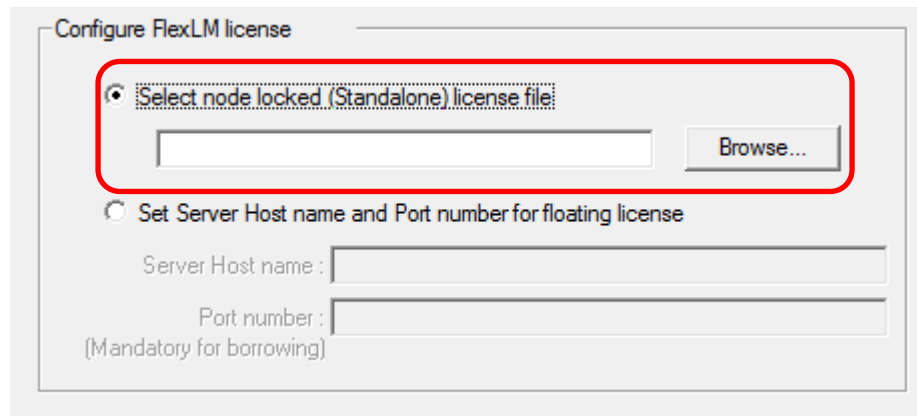 Configure FlexLM license
Select node locked (Standalone) license file
Browse...
Set Server Host name and Port number for floating license
Server Host name :
Port number :
(Mandatory for borrowing)